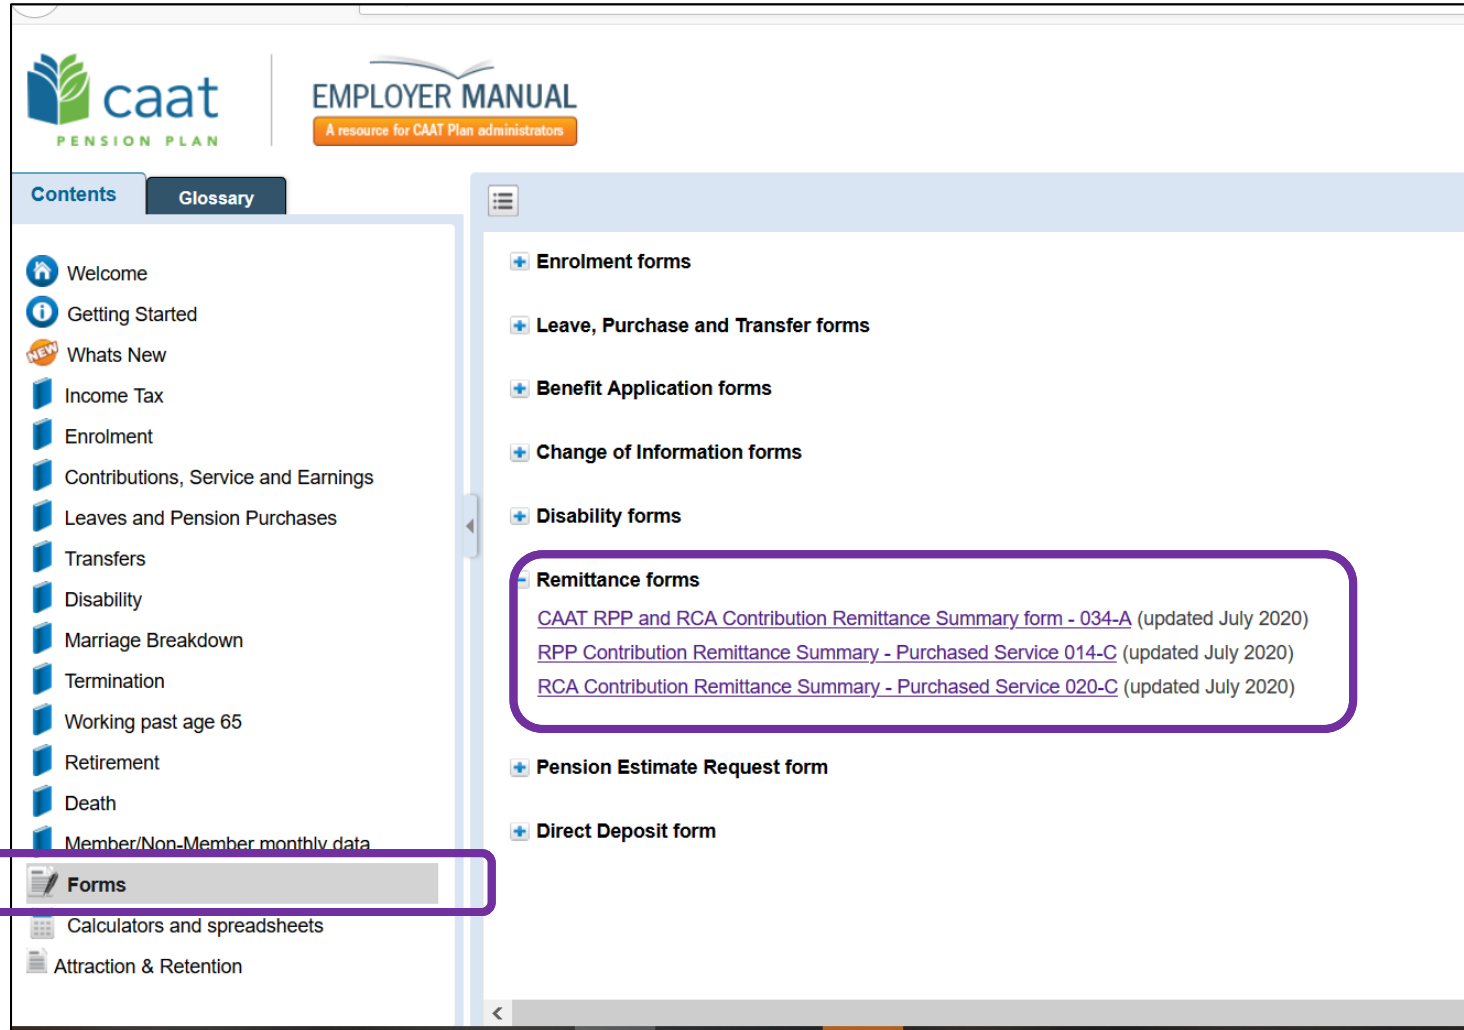 caat
PENSION PLAN
EMPLOYER MANUAL
A resource for CAAT Plan administrators
Contents
Glossary
Welcome
Getting Started
NEW
Whats New
Income Tax
Enrolment
Contributions, Service and Earnings
Leaves and Pension Purchases
Transfers
Disability
Marriage Breakdown
Termination
Working past age 65
Retirement
Death
Member/Non-Member monthly data
Forms
Calculators and spreadsheets
Attraction & Retention
Enrolment forms
Leave, Purchase and Transfer forms
Benefit Application forms
Change of Information forms
Disability forms
Remittance forms
CAAT RPP and RCA Contribution Remittance Summary form - 034-A (updated July 2020)
RPP Contribution Remittance Summary - Purchased Service 014-C (updated July 2020)
RCA Contribution Remittance Summary - Purchased Service 020-C (updated July 2020)
Pension Estimate Request form
Direct Deposit form